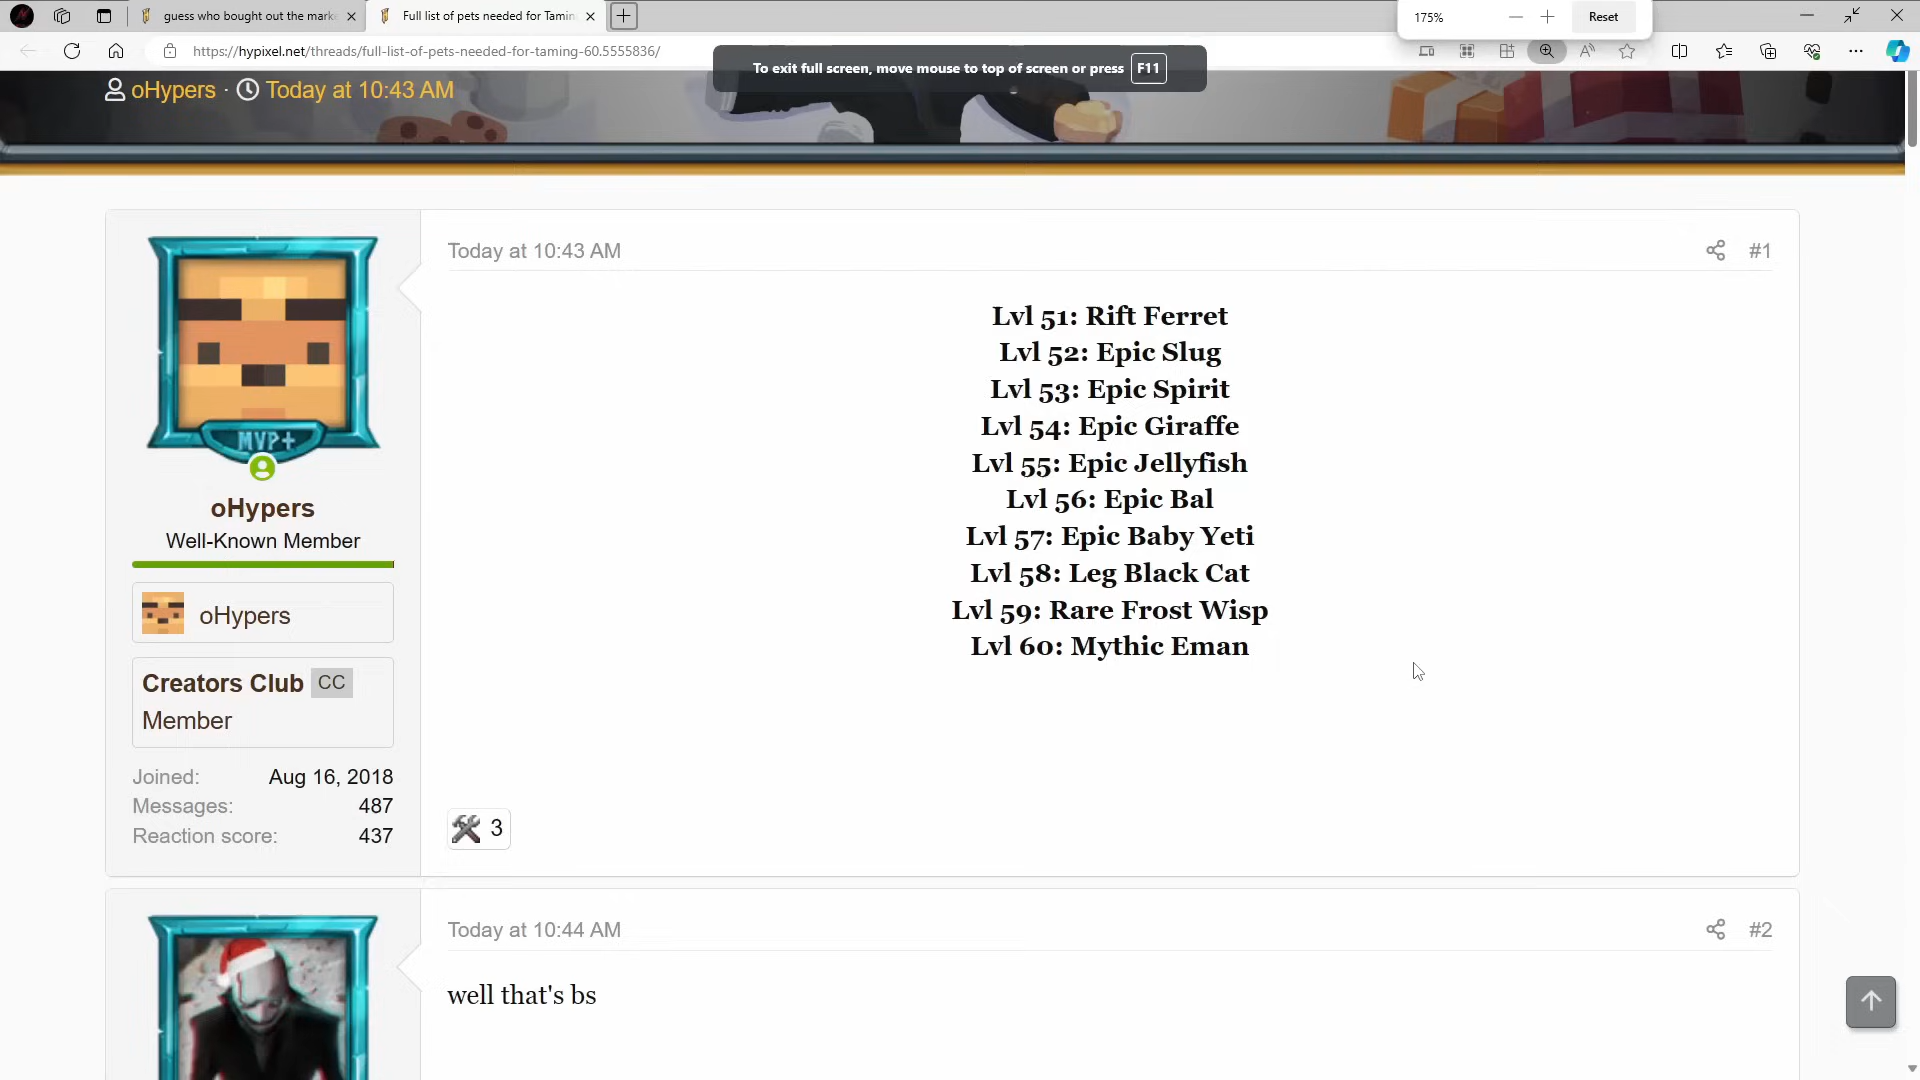 guess who bought out the marke
Full list of pets needed for Tamin
175%
Reset
https://hypixel.net/threads/full-list-of-pets-needed-for-taming-60.5555836/
To exit full screen, move mouse to top of screen or press F11
oHypers · Today at 10:43 AM
Today at 10:43 AM
#1
Lvl 51: Rift Ferret
Lvl 52: Epic Slug
Lvl 53: Epic Spirit
Lvl 54: Epic Giraffe
Lvl 55: Epic Jellyfish
Lvl 56: Epic Bal
Lvl 57: Epic Baby Yeti
Lvl 58: Leg Black Cat
Lvl 59: Rare Frost Wisp
Lvl 60: Mythic Eman
MVP+
oHypers
Well-Known Member
oHypers
Creators Club CC
Member
Joined: Aug 16, 2018
Messages: 487
Reaction score: 437
3
Today at 10:44 AM
#2
well that's bs